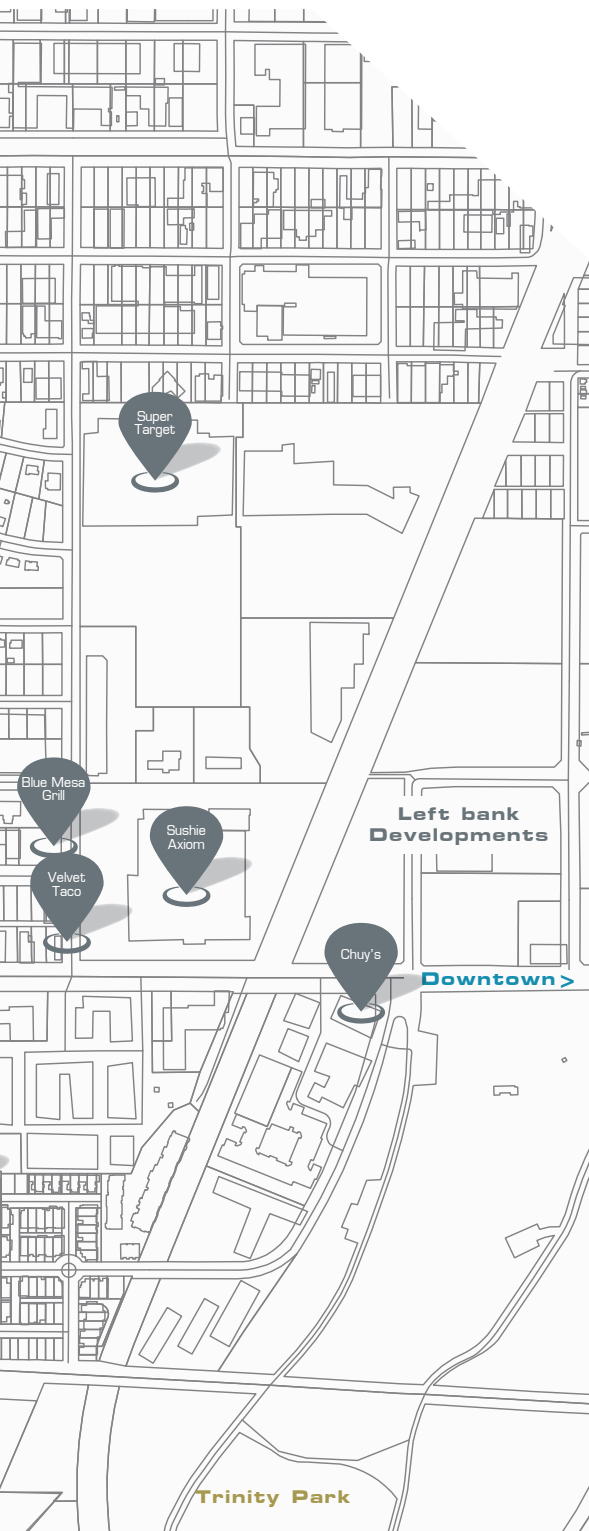 Super
Target
Blue Mesa
Grill
Sushie
Axiom
Left bank
Developments
Velvet
Taco
Chuy's
Downtown>
Trinity Park